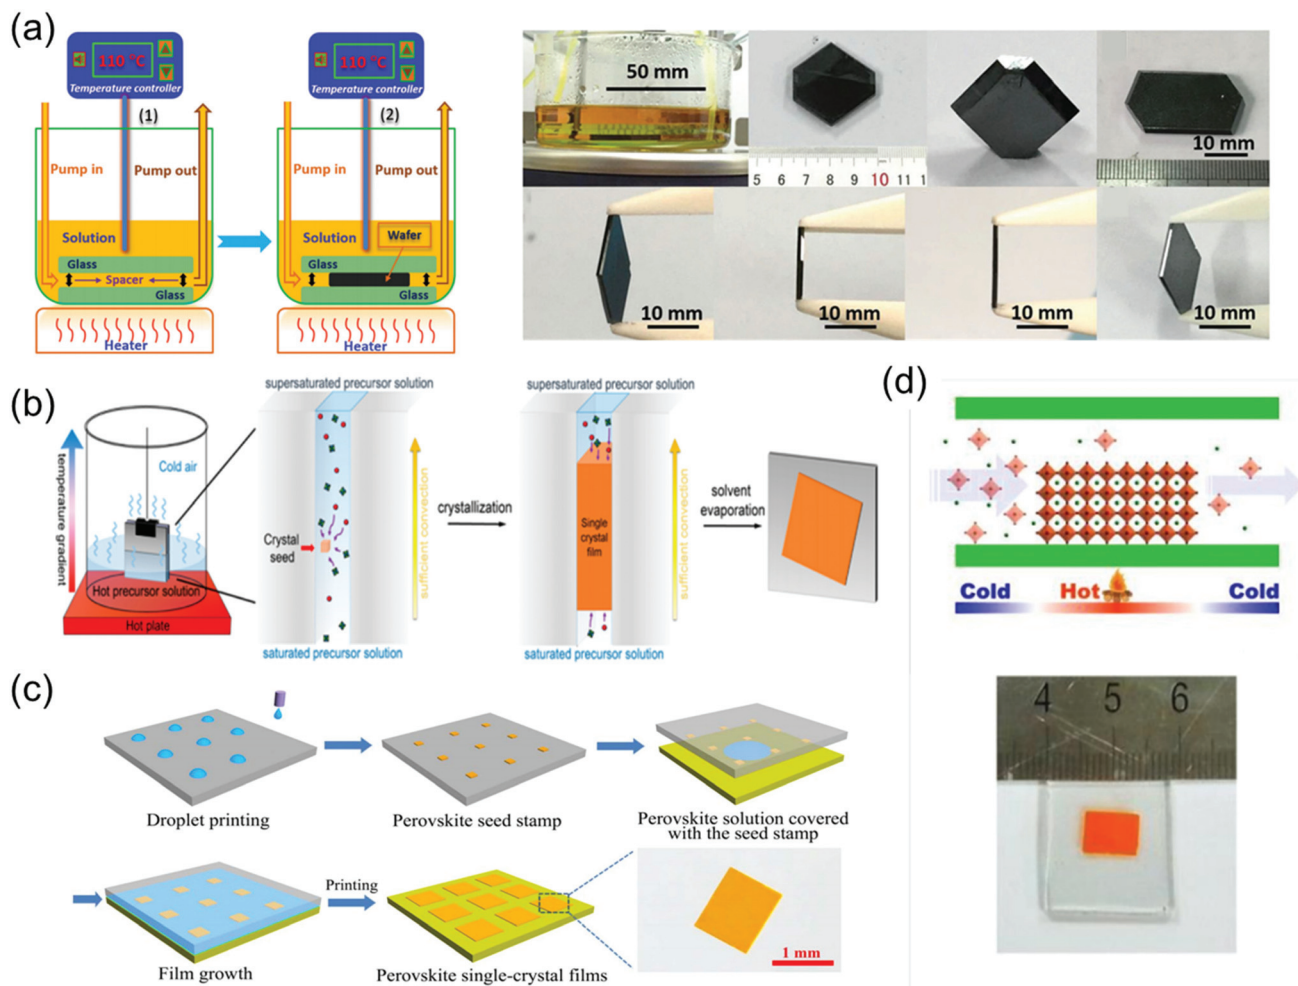 (a)
110 °C
Temperature controller
(1)
Pump in
Pump out
Solution
Glass
Spacer
Glass
Heater
110 °C
Temperature controller
(2)
Pump in
Pump out
Solution
Wafer
Glass
Glass
Heater
50 mm
5 6 7 8 9 10 11 1
10 mm
10 mm
10 mm
10 mm
10 mm
(b)
temperature gradient
Cold air
Hot precursor solution
Hot plate
supersaturated precursor solution
Crystal
seed
sufficient convection
saturated precursor solution
crystallization
supersaturated precursor solution
Single
crystal
film
sufficient convection
saturated precursor solution
solvent
evaporation
(c)
Droplet printing
Perovskite seed stamp
Perovskite solution covered
with the seed stamp
Film growth
Printing
Perovskite single-crystal films
1 mm
(d)
Cold
Hot
Cold
4 5 6